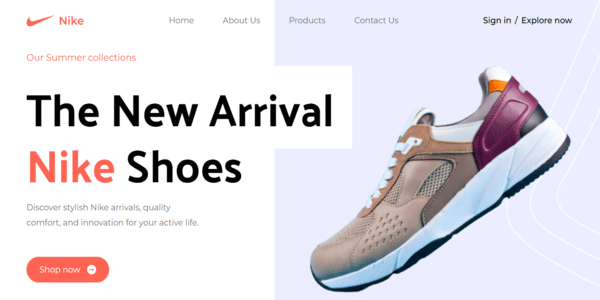 Nike
Home
About Us
Products
Contact Us
Sign in / Explore now
Our Summer collections
The New Arrival
Nike Shoes
Discover stylish Nike arrivals, quality
comfort, and innovation for your active life.
Shop now